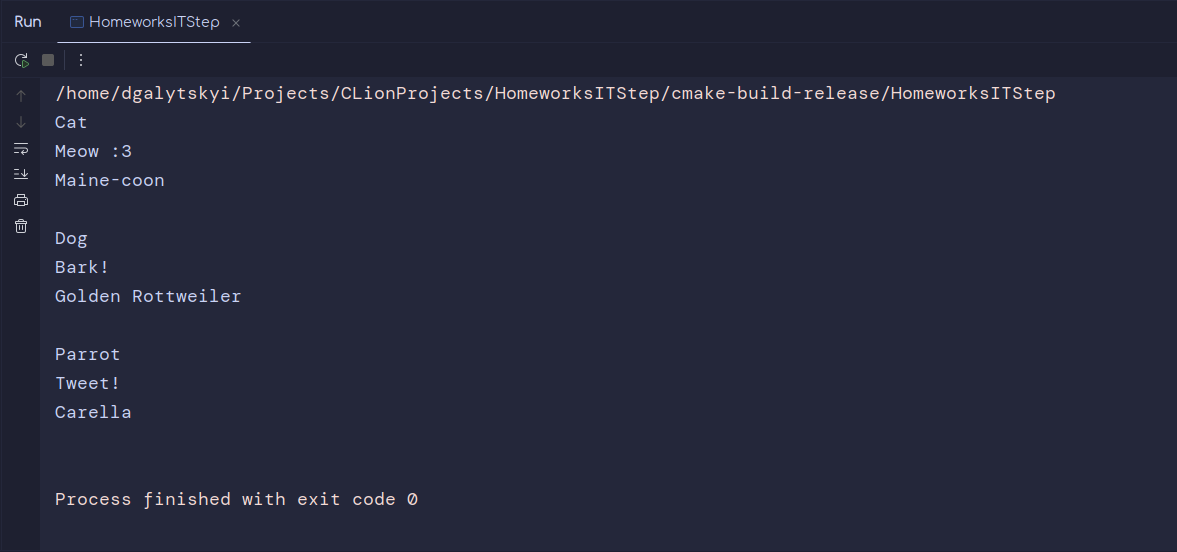 Run HomeworksITStep
/home/dgalytskyi/Projects/CLionProjects/HomeworksITStep/cmake-build-release/HomeworksITStep
Cat
Meow :3
Maine-coon
Dog
Bark!
Golden Rottweiler
Parrot
Tweet!
Carella
Process finished with exit code 0